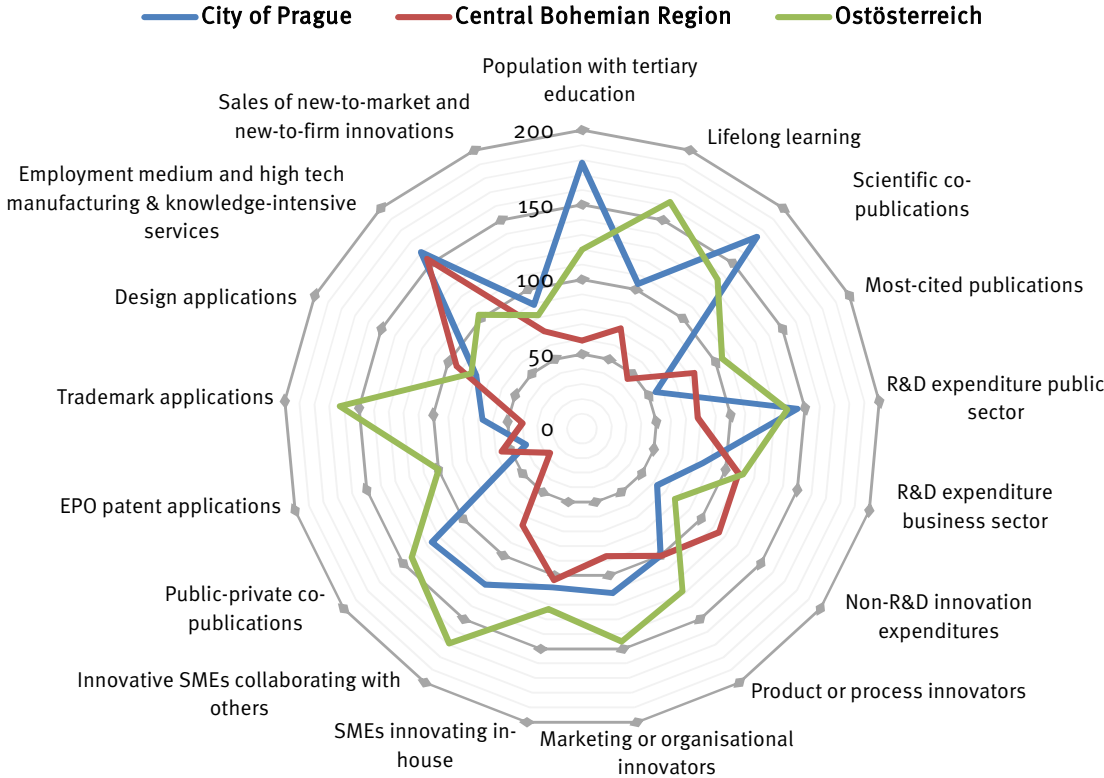 City of Prague
Central Bohemian Region
Ostösterreich
Population with tertiary
education
Sales of new-to-market and
new-to-firm innovations
200
Lifelong learning
Employment medium and high tech
manufacturing & knowledge-intensive
services
Scientific co-
publications
150
Design applications
100
Most-cited publications
50
Trademark applications
R&D expenditure public
sector
0
EPO patent applications
R&D expenditure
business sector
Public-private co-
publications
Non-R&D innovation
expenditures
Innovative SMEs collaborating with
others
Product or process innovators
SMEs innovating in-
house
Marketing or organisational
innovators